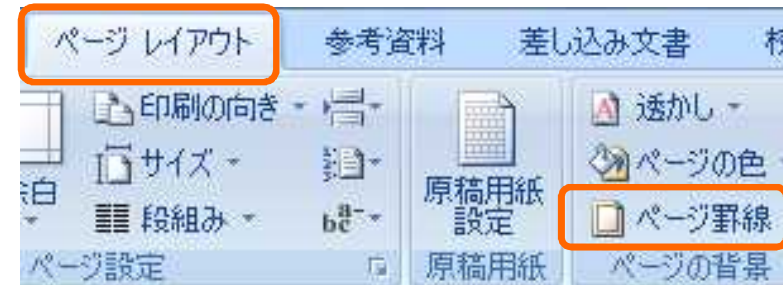 ページ レイアウト 参考資料 差し込み文書
印刷の向き 透かし
サイズ ページの色
余白 原稿用紙
設定
段組み ページ罫線
ページ設定 原稿用紙 ページの背景